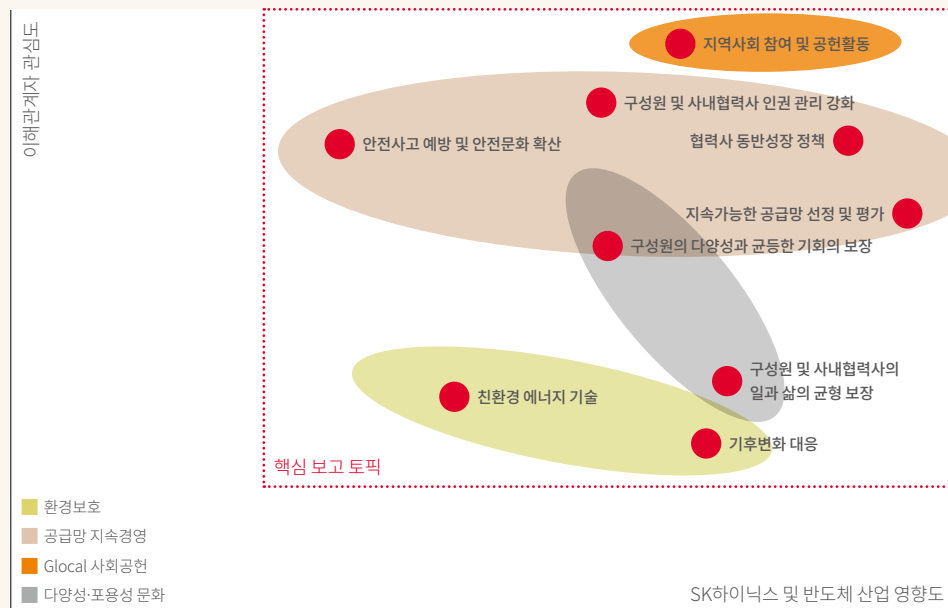 이해관계자 관심도
지역사회 참여 및 공헌활동
구성원 및 사내협력사 인권 관리 강화
안전사고 예방 및 안전문화 확산
협력사 동반성장 정책
지속가능한 공급망 선정 및 평가
구성원의 다양성과 균등한 기회의 보장
구성원 및 사내협력사의
일과 삶의 균형 보장
친환경 에너지 기술
기후변화 대응
핵심 보고 토픽
환경보호
공급망 지속경영
Glocal 사회공헌
다양성·포용성 문화
SK하이닉스 및 반도체 산업 영향도